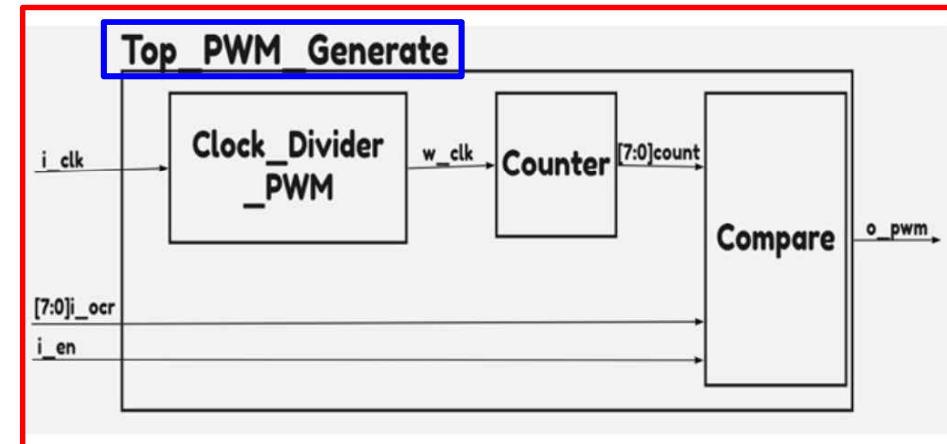 Top_PWM_Generate
i_clk
Clock_Divider
_PWM
w_clk
Counter
[7:0]count
Compare
o_pwm
[7:0]i_ocr
i_en